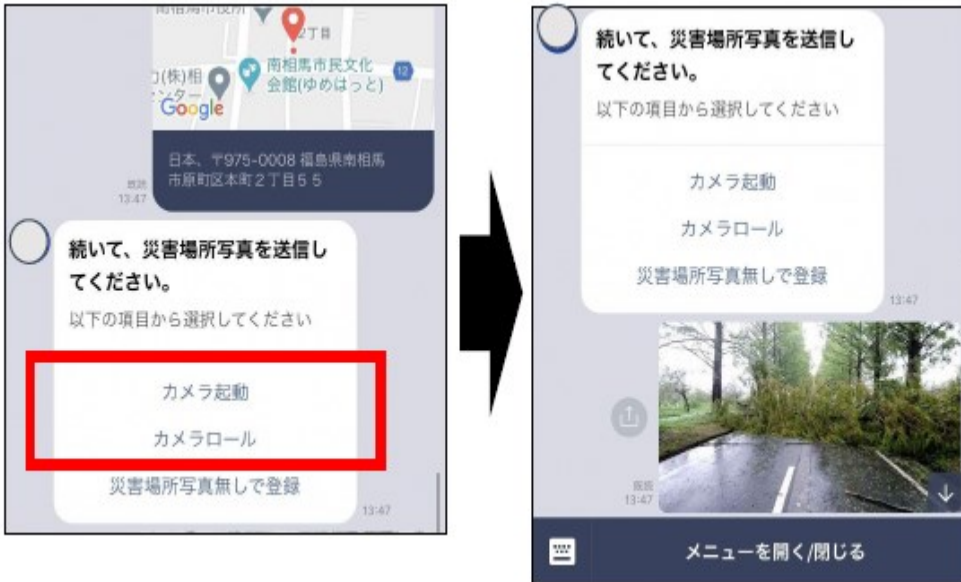 2丁目
南相馬市民文化
会館(ゆめはっと)
12
Google
日本、〒975-0008 福島県南相馬
市原町区本町2丁目55
既読
13:47
続いて、災害場所写真を送信し
てください。
以下の項目から選択してください
カメラ起動
カメラロール
災害場所写真無しで登録
13:47
続いて、災害場所写真を送信し
てください。
以下の項目から選択してください
カメラ起動
カメラロール
災害場所写真無しで登録
13:47
既読
13:47
メニューを開く/閉じる